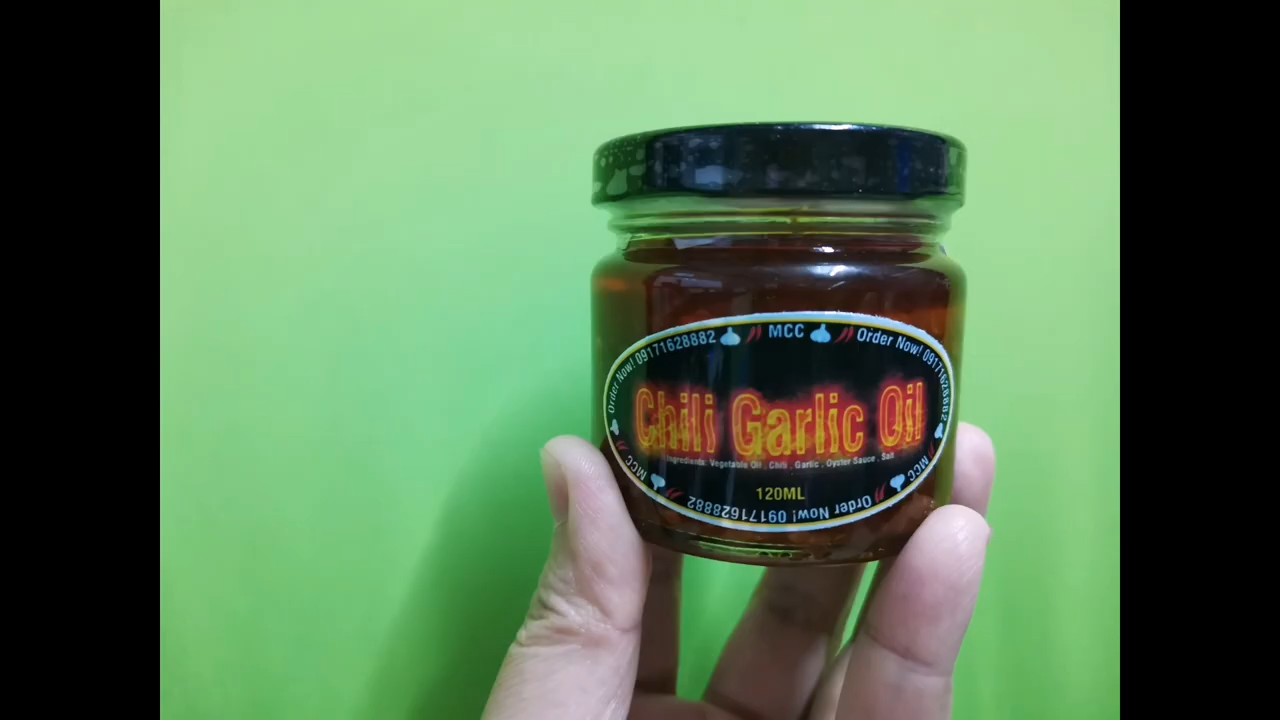 Order Now! 09171628882 MCC Order Now! 09171628882
Chili Garlic Oil
Ingredients: Vegetable Oil , Chili , Garlic , Oyster Sauce , Salt
120ML
MCC Order Now! 09171628882 MCC